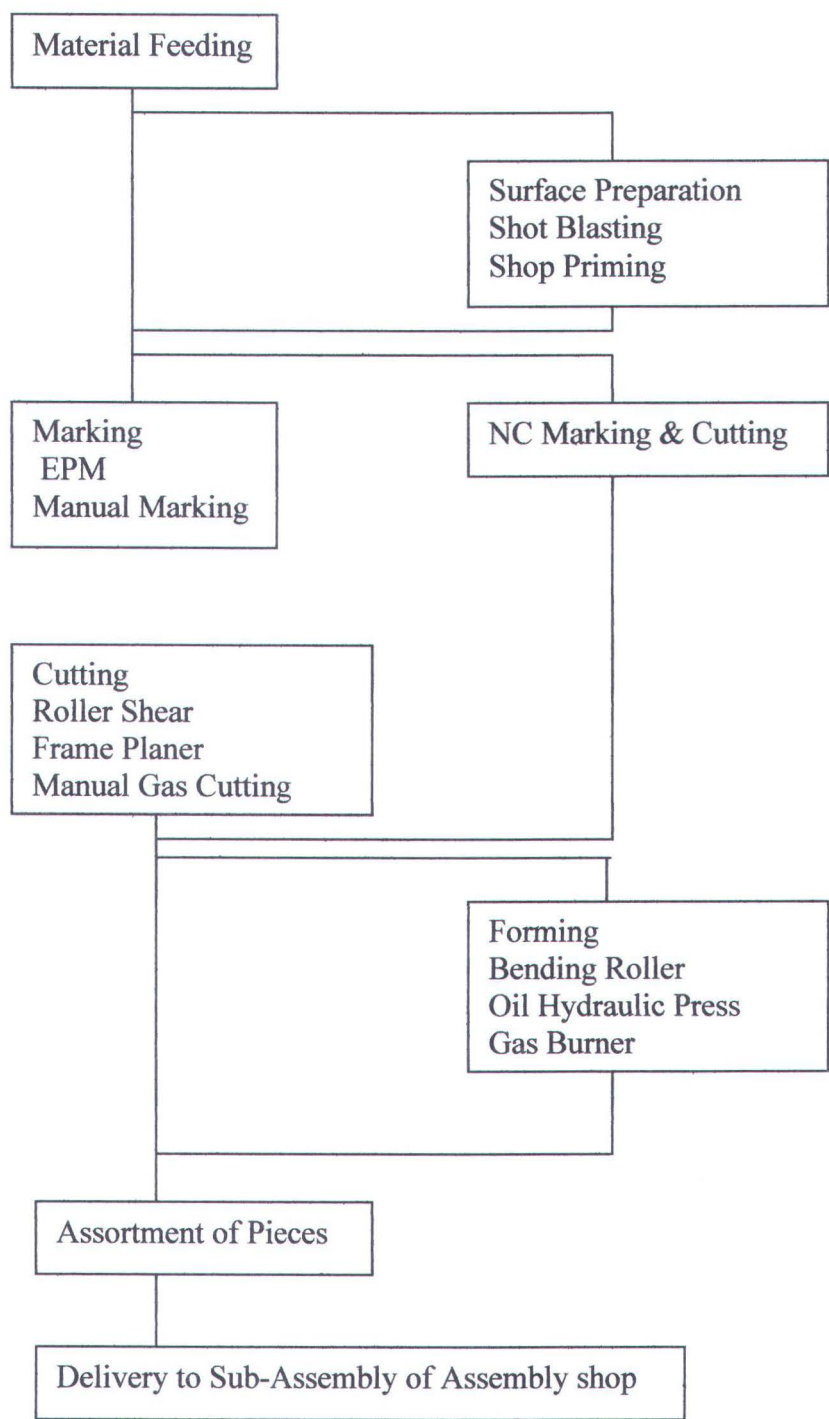 Material Feeding
Surface Preparation
Shot Blasting
Shop Priming
Marking
EPM
Manual Marking
NC Marking & Cutting
Cutting
Roller Shear
Frame Planer
Manual Gas Cutting
Forming
Bending Roller
Oil Hydraulic Press
Gas Burner
Assortment of Pieces
Delivery to Sub-Assembly of Assembly shop